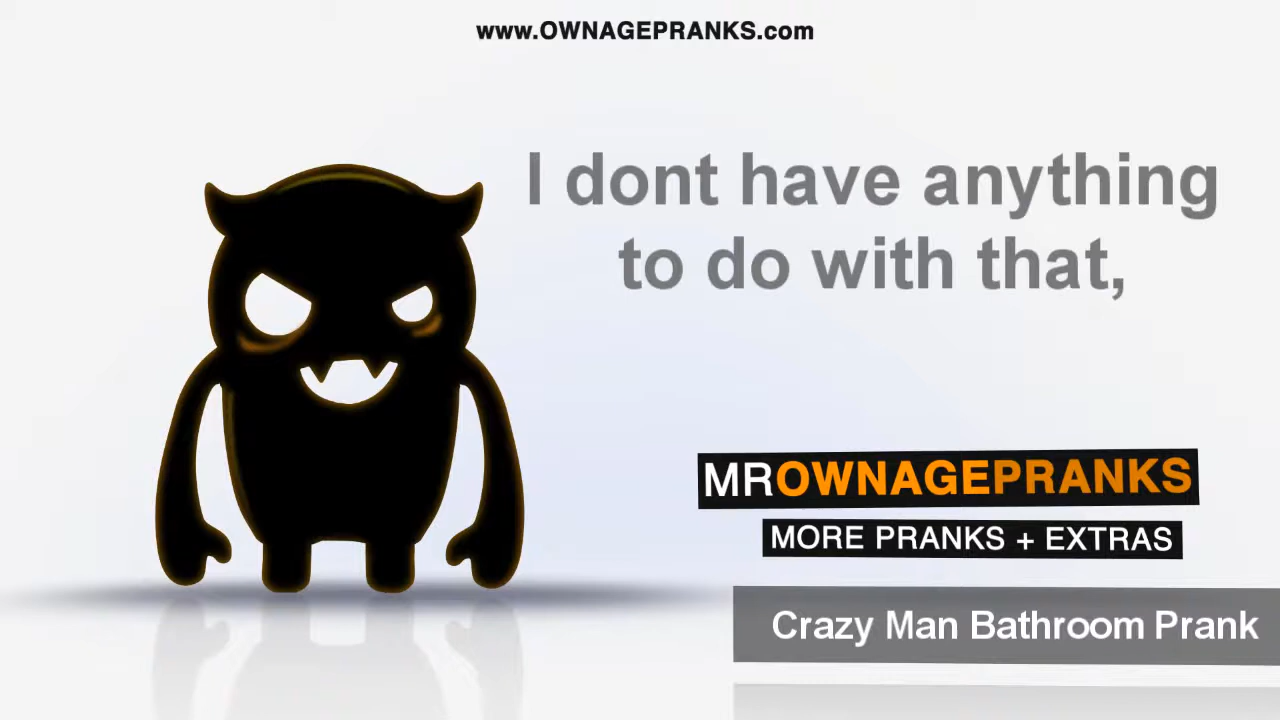 www.OWNAGEPRANKS.com
I dont have anything
to do with that,
MROWNAGEPRANKS
MORE PRANKS + EXTRAS
Crazy Man Bathroom Prank